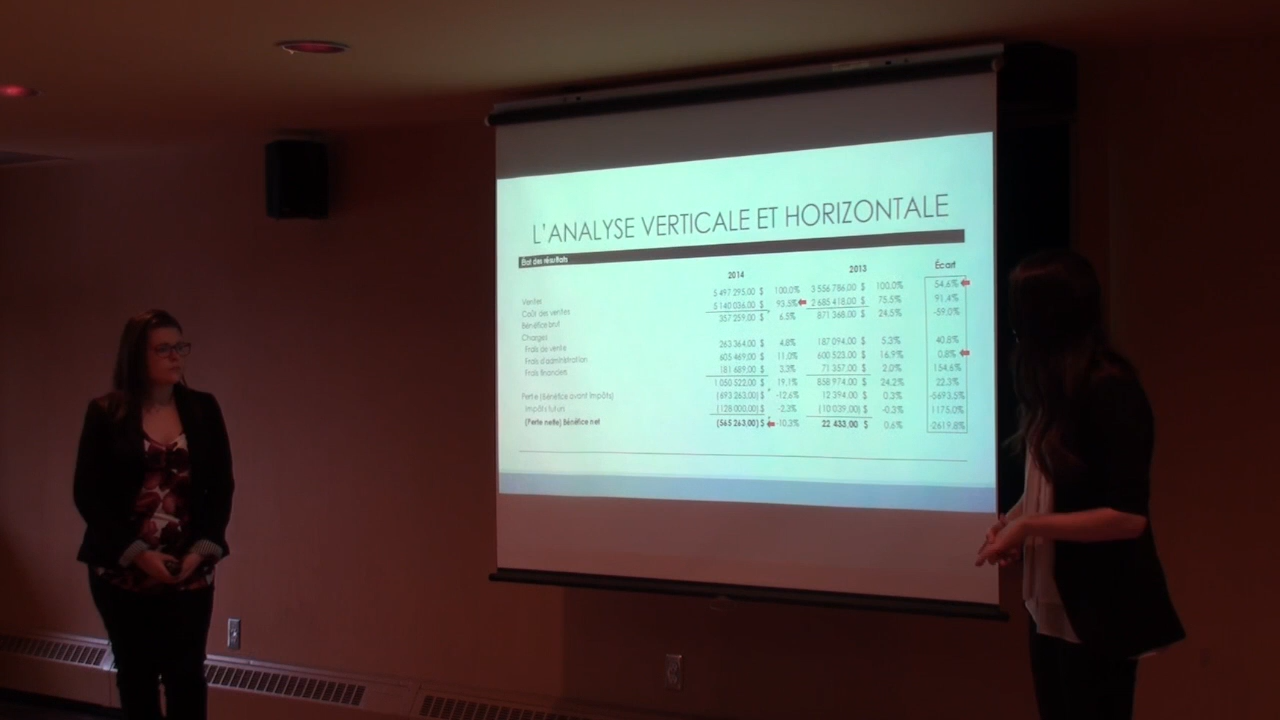 L'ANALYSE VERTICALE ET HORIZONTALE
État des résultats
2014 2013 Écart
Ventes 5 497 295,00 $ 100,0% 3 556 786,00 $ 100,0% 54,6%
Coût des ventes 5 140 036,00 $ 93,5% 2 685 418,00 $ 75,5% 91,4%
Bénéfice brut 357 259,00 $ 6,5% 871 368,00 $ 24,5% -59,0%
Charges
Frais de vente 263 364,00 $ 4,8% 187 094,00 $ 5,3% 40,8%
Frais d'administration 605 469,00 $ 11,0% 600 523,00 $ 16,9% 0,8%
Frais financiers 181 689,00 $ 3,3% 71 357,00 $ 2,0% 154,6%
1 050 522,00 $ 19,1% 858 974,00 $ 24,2% 22,3%
Perte (Bénéfice avant impôts) (693 263,00) $ -12,6% 12 394,00 $ 0,3% -5693,5%
Impôts futurs (128 000,00) $ -2,3% (10 039,00) $ -0,3% 1175,0%
(Perte nette) Bénéfice net (565 263,00) $ -10,3% 22 433,00 $ 0,6% -2619,8%